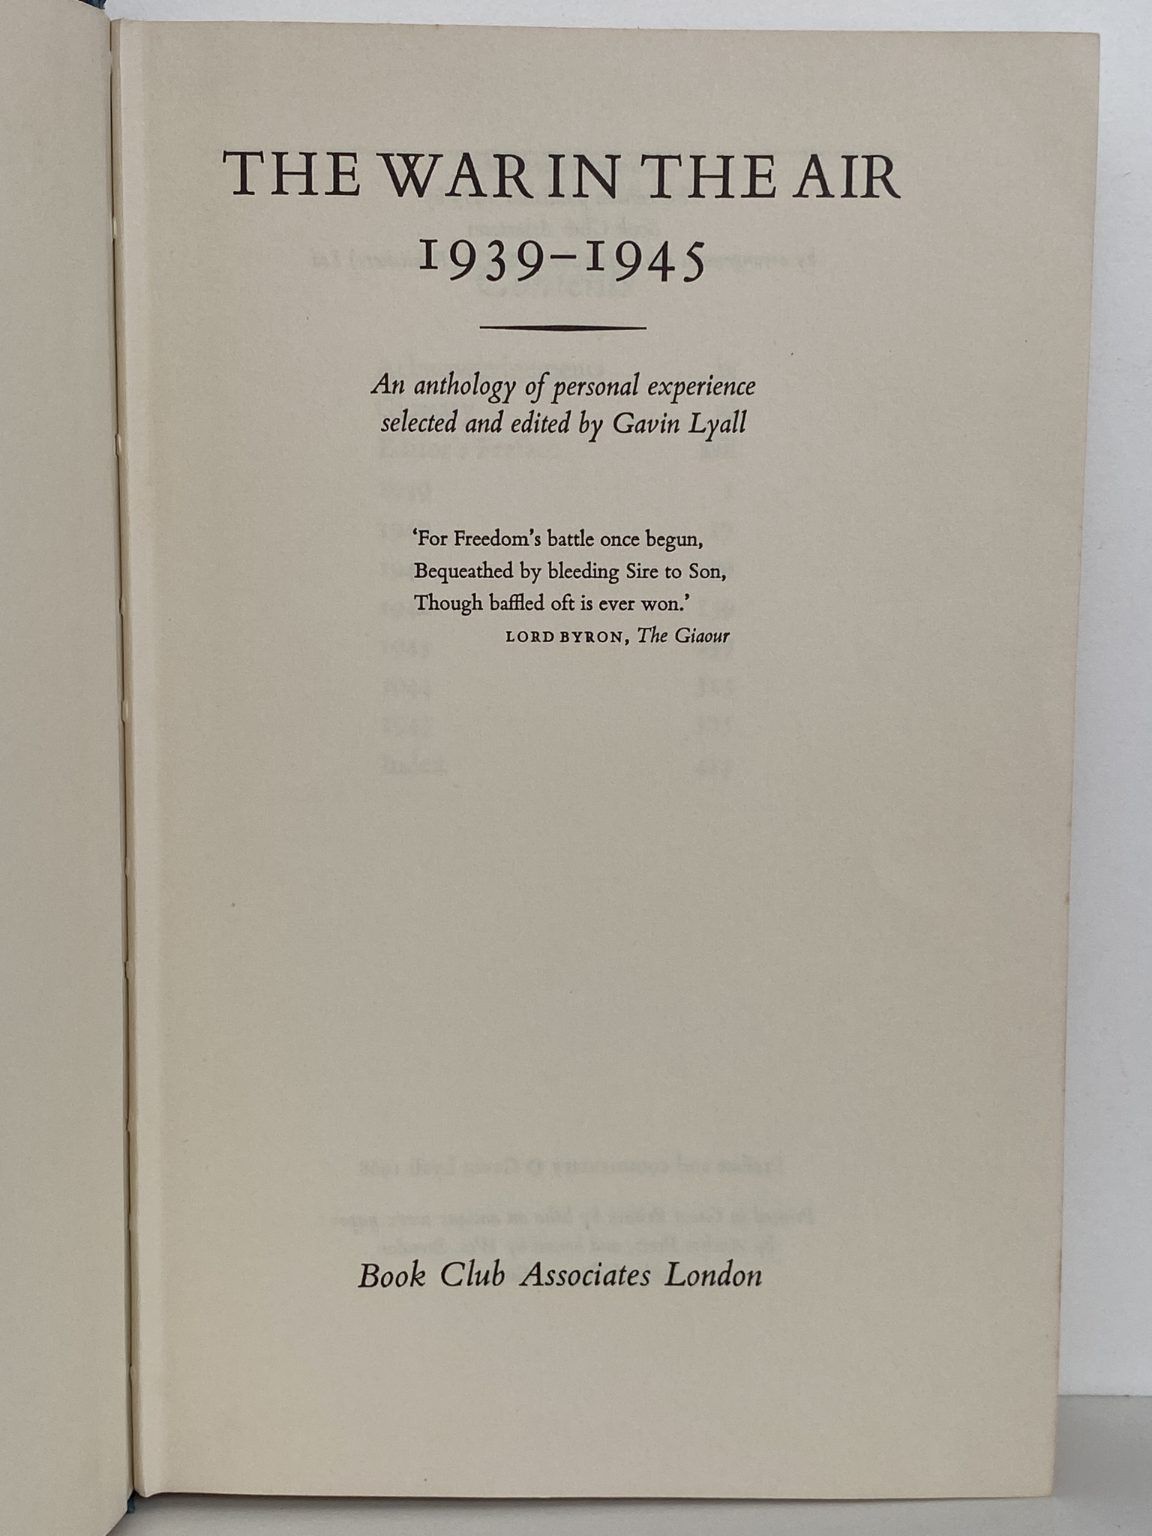 THE WAR IN THE AIR
1939–1945
An anthology of personal experience
selected and edited by Gavin Lyall
‘For Freedom’s battle once begun,
Bequeathed by bleeding Sire to Son,
Though baffled oft is ever won.’
LORD BYRON, The Giaour
Book Club Associates London